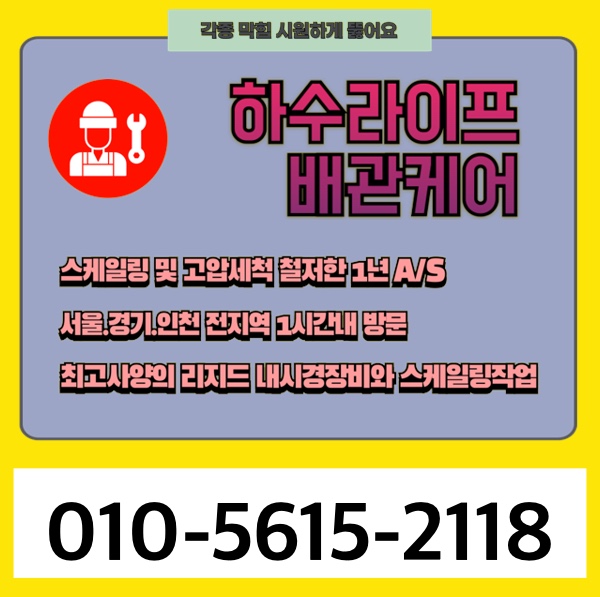 각종 막힘 시원하게 뚫어요
하수라이프
배관케어
스케일링 및 고압세척 철저한 1년 A/S
서울.경기.인천 전지역 1시간내 방문
최고사양의 리지드 내시경장비와 스케일링작업
010-5615-2118